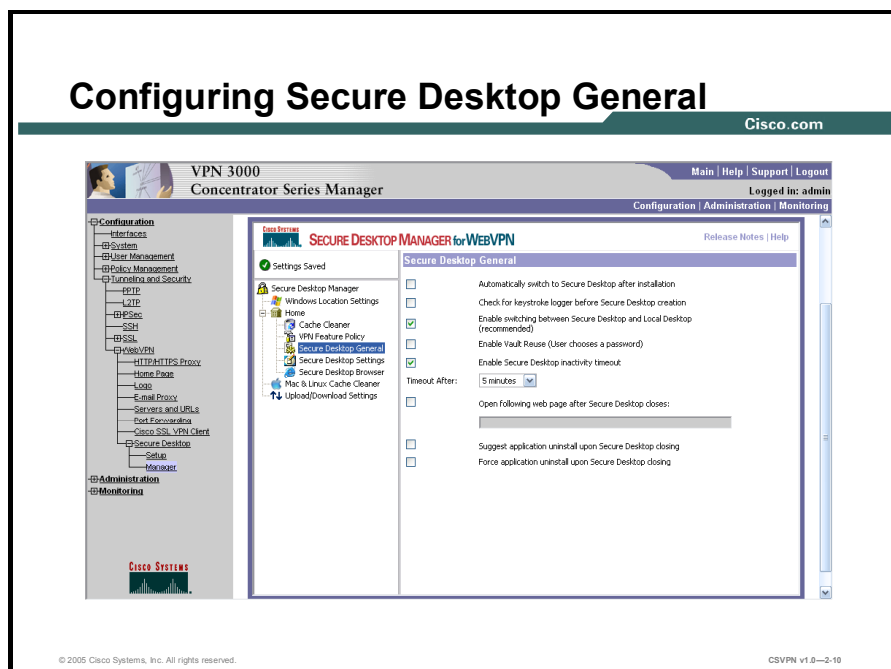 Configuring Secure Desktop General
Cisco.com
VPN 3000
Concentrator Series Manager
Main | Help | Support | Logout
Logged in: admin
Configuration | Administration | Monitoring
Configuration
Interfaces
System
User Management
Policy Management
Tunneling and Security
PPTP
L2TP
IPSec
SSH
SSL
WebVPN
HTTP/HTTPS Proxy
Home Page
Logo
E-mail Proxy
Servers and URLs
Port Forwarding
Cisco SSL VPN Client
Secure Desktop
Setup
Manager
Administration
Monitoring
CISCO SYSTEMS
CISCO SYSTEMS
SECURE DESKTOP MANAGER for WEBVPN
Release Notes | Help
Settings Saved
Secure Desktop Manager
Windows Location Settings
Home
Cache Cleaner
VPN Feature Policy
Secure Desktop General
Secure Desktop Settings
Secure Desktop Browser
Mac & Linux Cache Cleaner
Upload/Download Settings
Secure Desktop General
Automatically switch to Secure Desktop after installation
Check for keystroke logger before Secure Desktop creation
Enable switching between Secure Desktop and Local Desktop
(recommended)
Enable Vault Reuse (User chooses a password)
Enable Secure Desktop inactivity timeout
Timeout After: 5 minutes
Open following web page after Secure Desktop closes:
Suggest application uninstall upon Secure Desktop closing
Force application uninstall upon Secure Desktop closing
© 2005 Cisco Systems, Inc. All rights reserved.
CSVPN v1.0—2-10